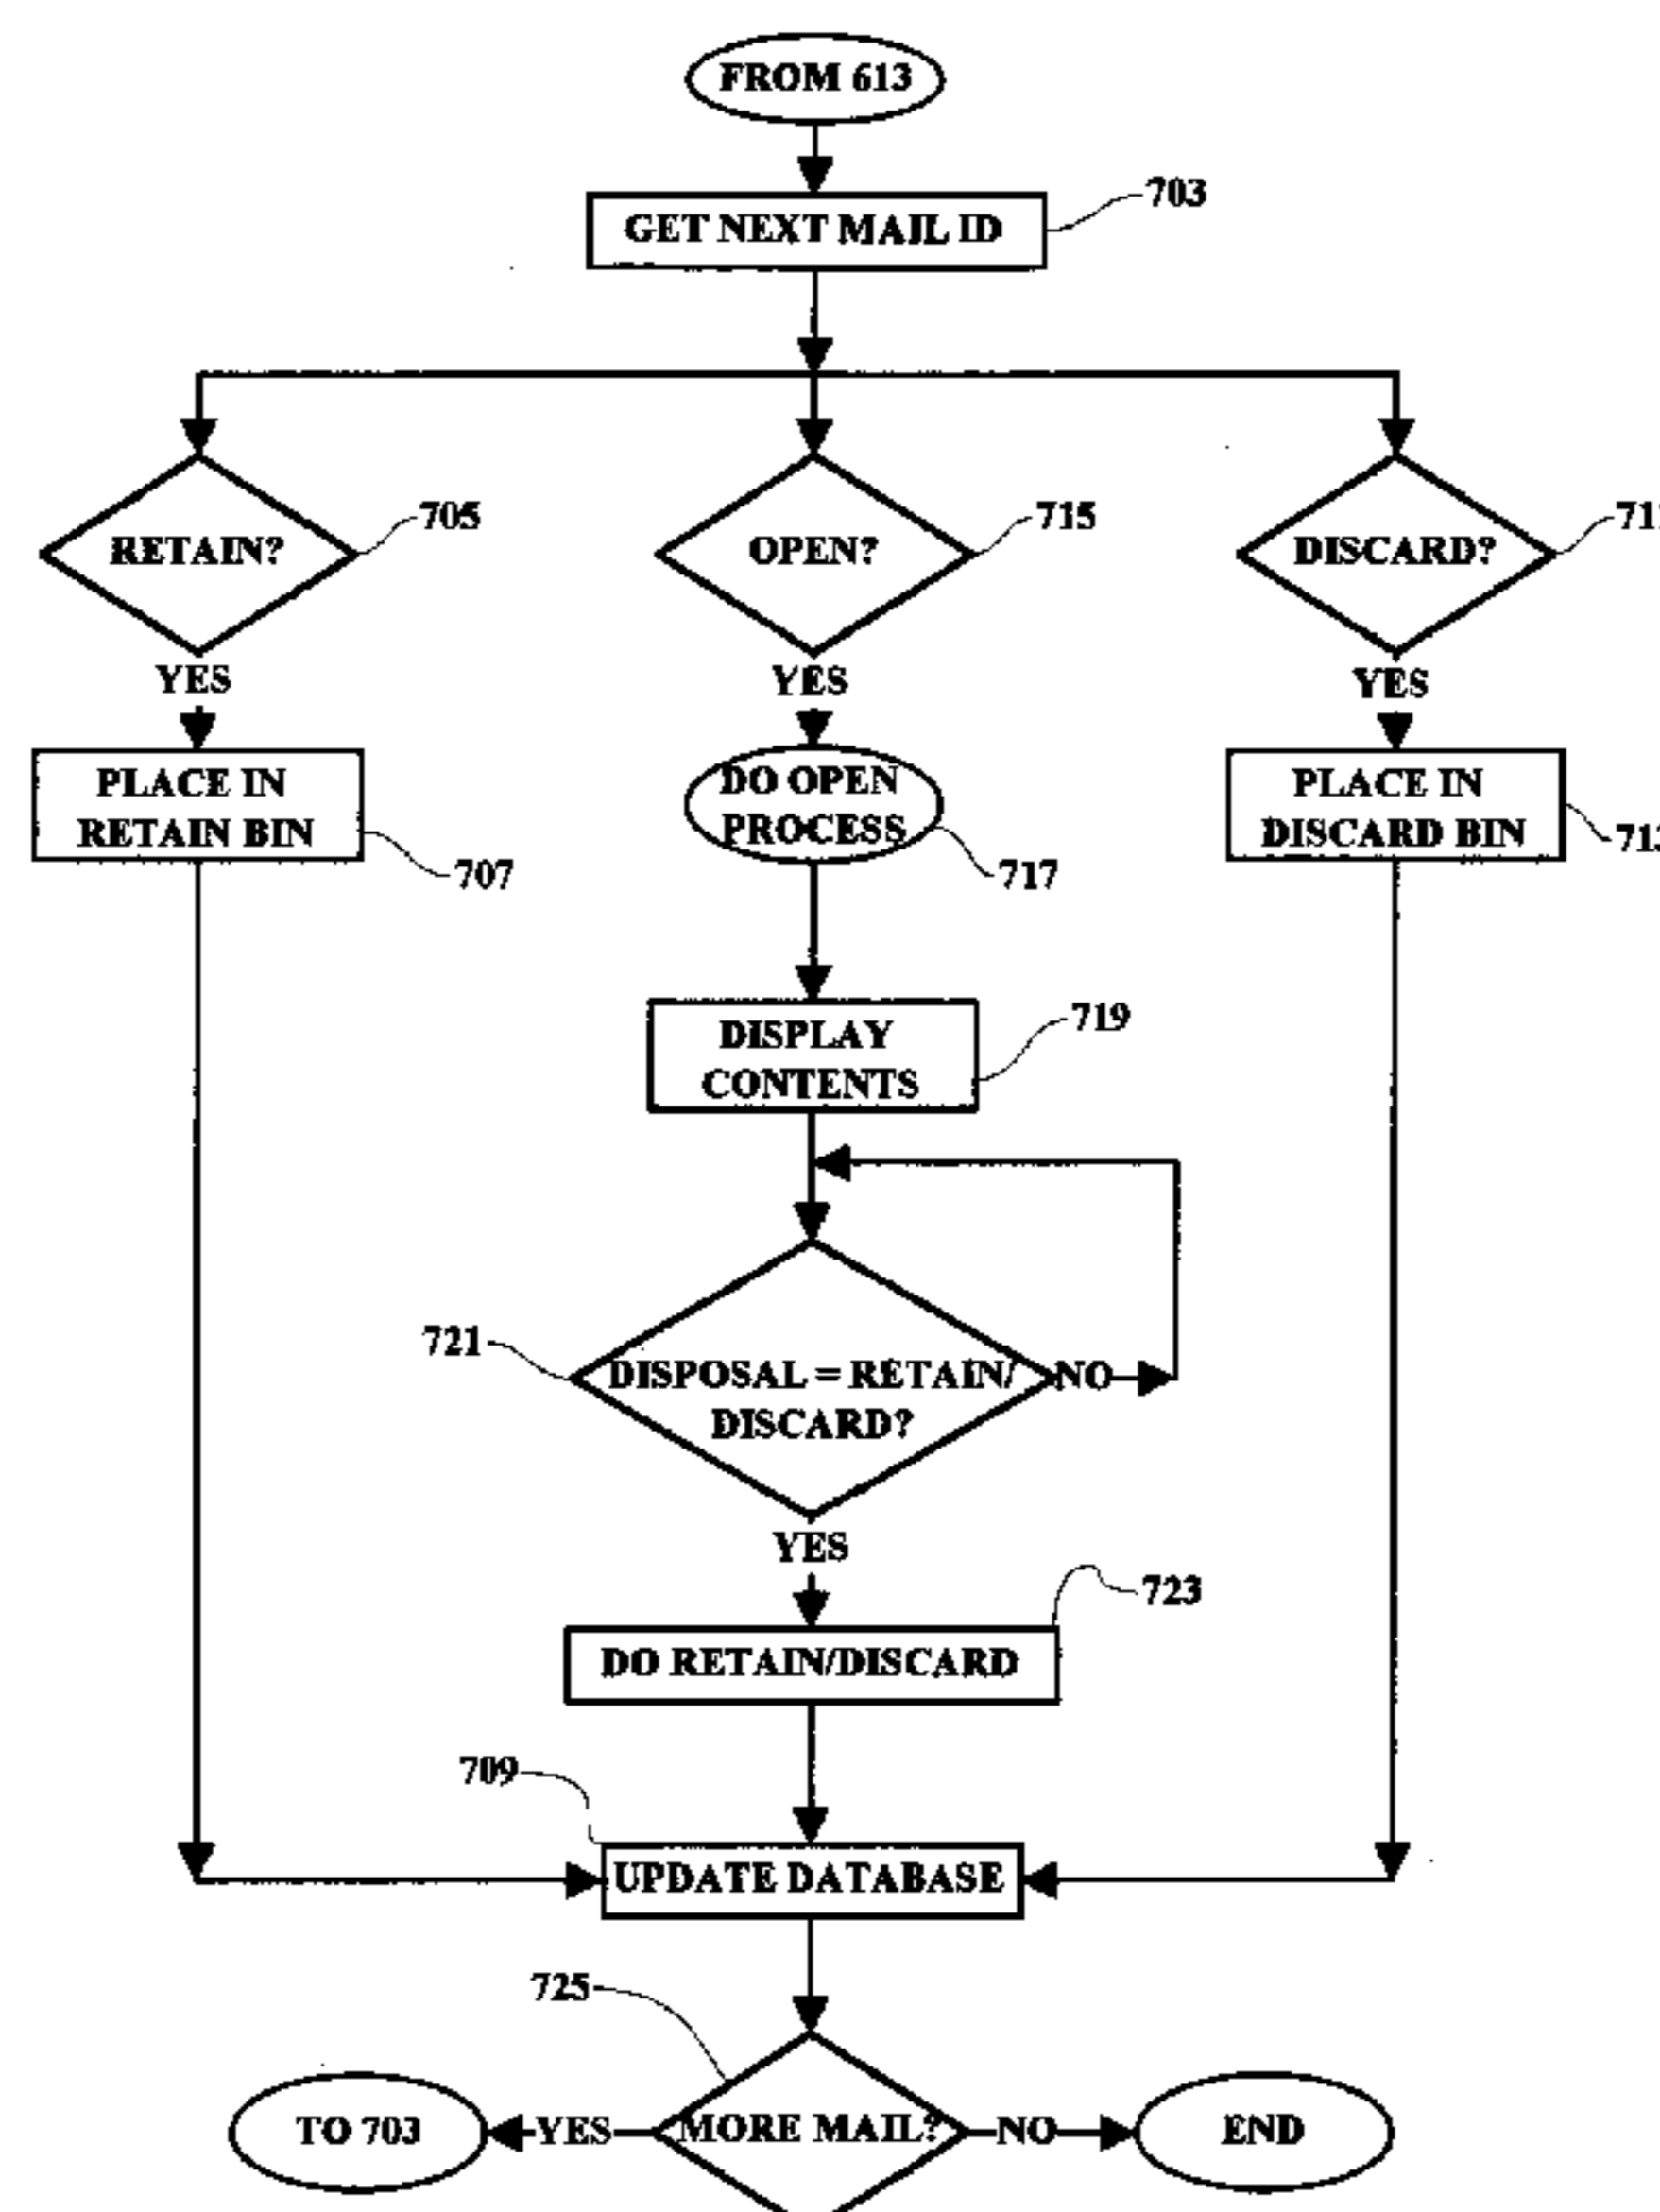 FROM 613
GET NEXT MAIL ID
703
RETAIN?
705
OPEN?
715
DISCARD?
YES
YES
YES
PLACE IN
RETAIN BIN
707
DO OPEN
PROCESS
717
PLACE IN
DISCARD BIN
DISPLAY
CONTENTS
719
721
DISPOSAL = RETAIN/
DISCARD?
NO
YES
723
DO RETAIN/DISCARD
709
UPDATE DATABASE
725
TO 703
YES
MORE MAIL?
NO
END